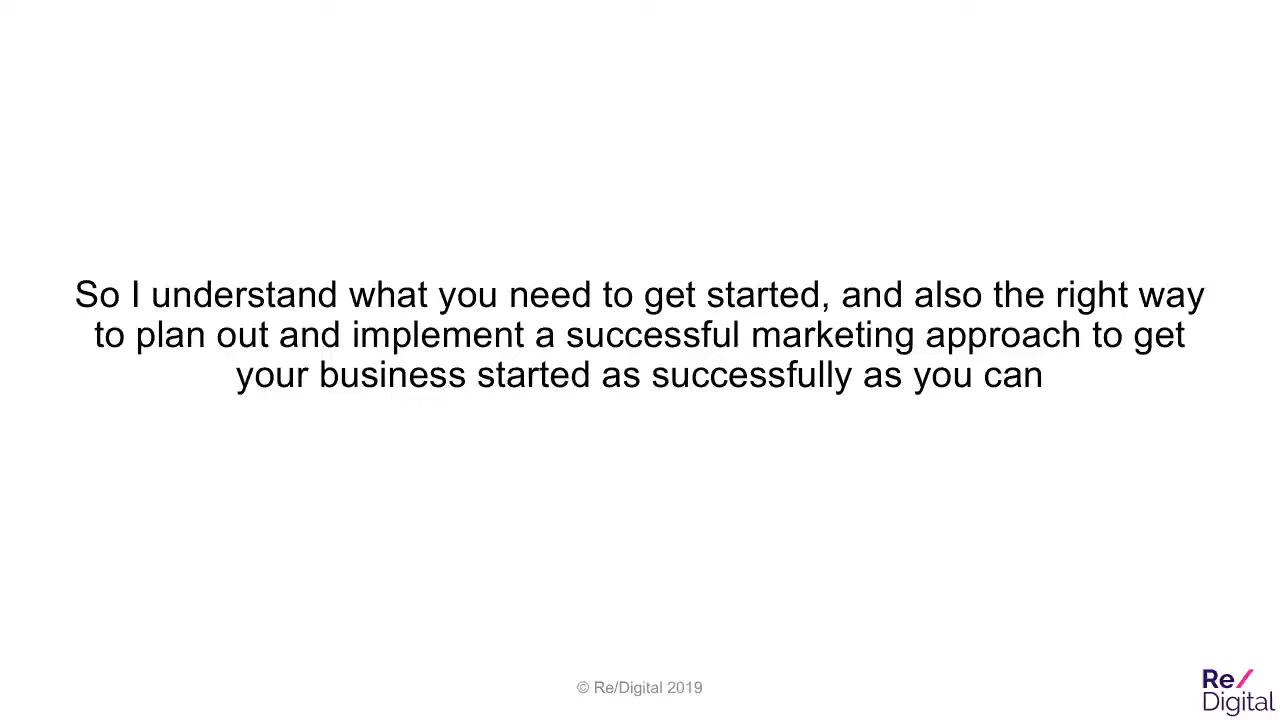 So I understand what you need to get started, and also the right way
to plan out and implement a successful marketing approach to get
your business started as successfully as you can
© Re/Digital 2019
Re/
Digital